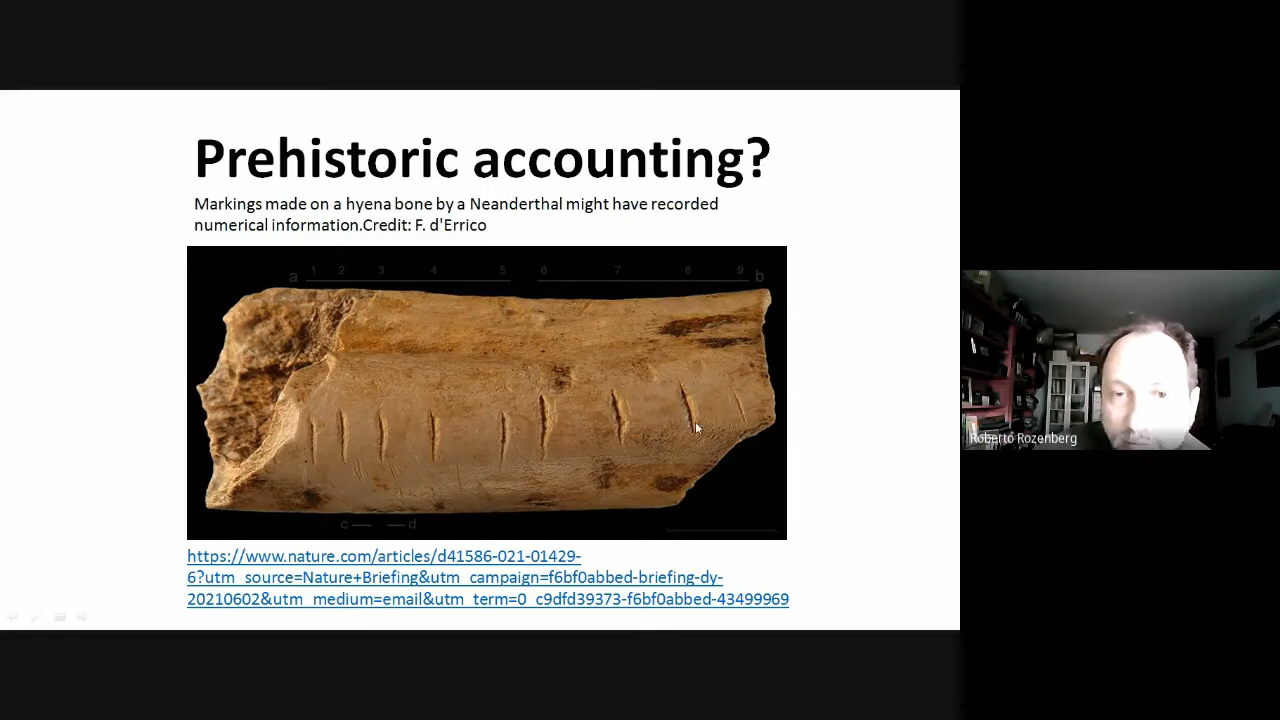 Prehistoric accounting?
Markings made on a hyena bone by a Neanderthal might have recorded
numerical information.Credit: F. d'Errico
a 1 2 3 4 5 6 7 8 9 b
c d
https://www.nature.com/articles/d41586-021-01429-
6?utm_source=Nature+Briefing&utm_campaign=f6bf0abbed-briefing-dy-
20210602&utm_medium=email&utm_term=0_c9dfd39373-f6bf0abbed-43499969
Roberto Rozenberg